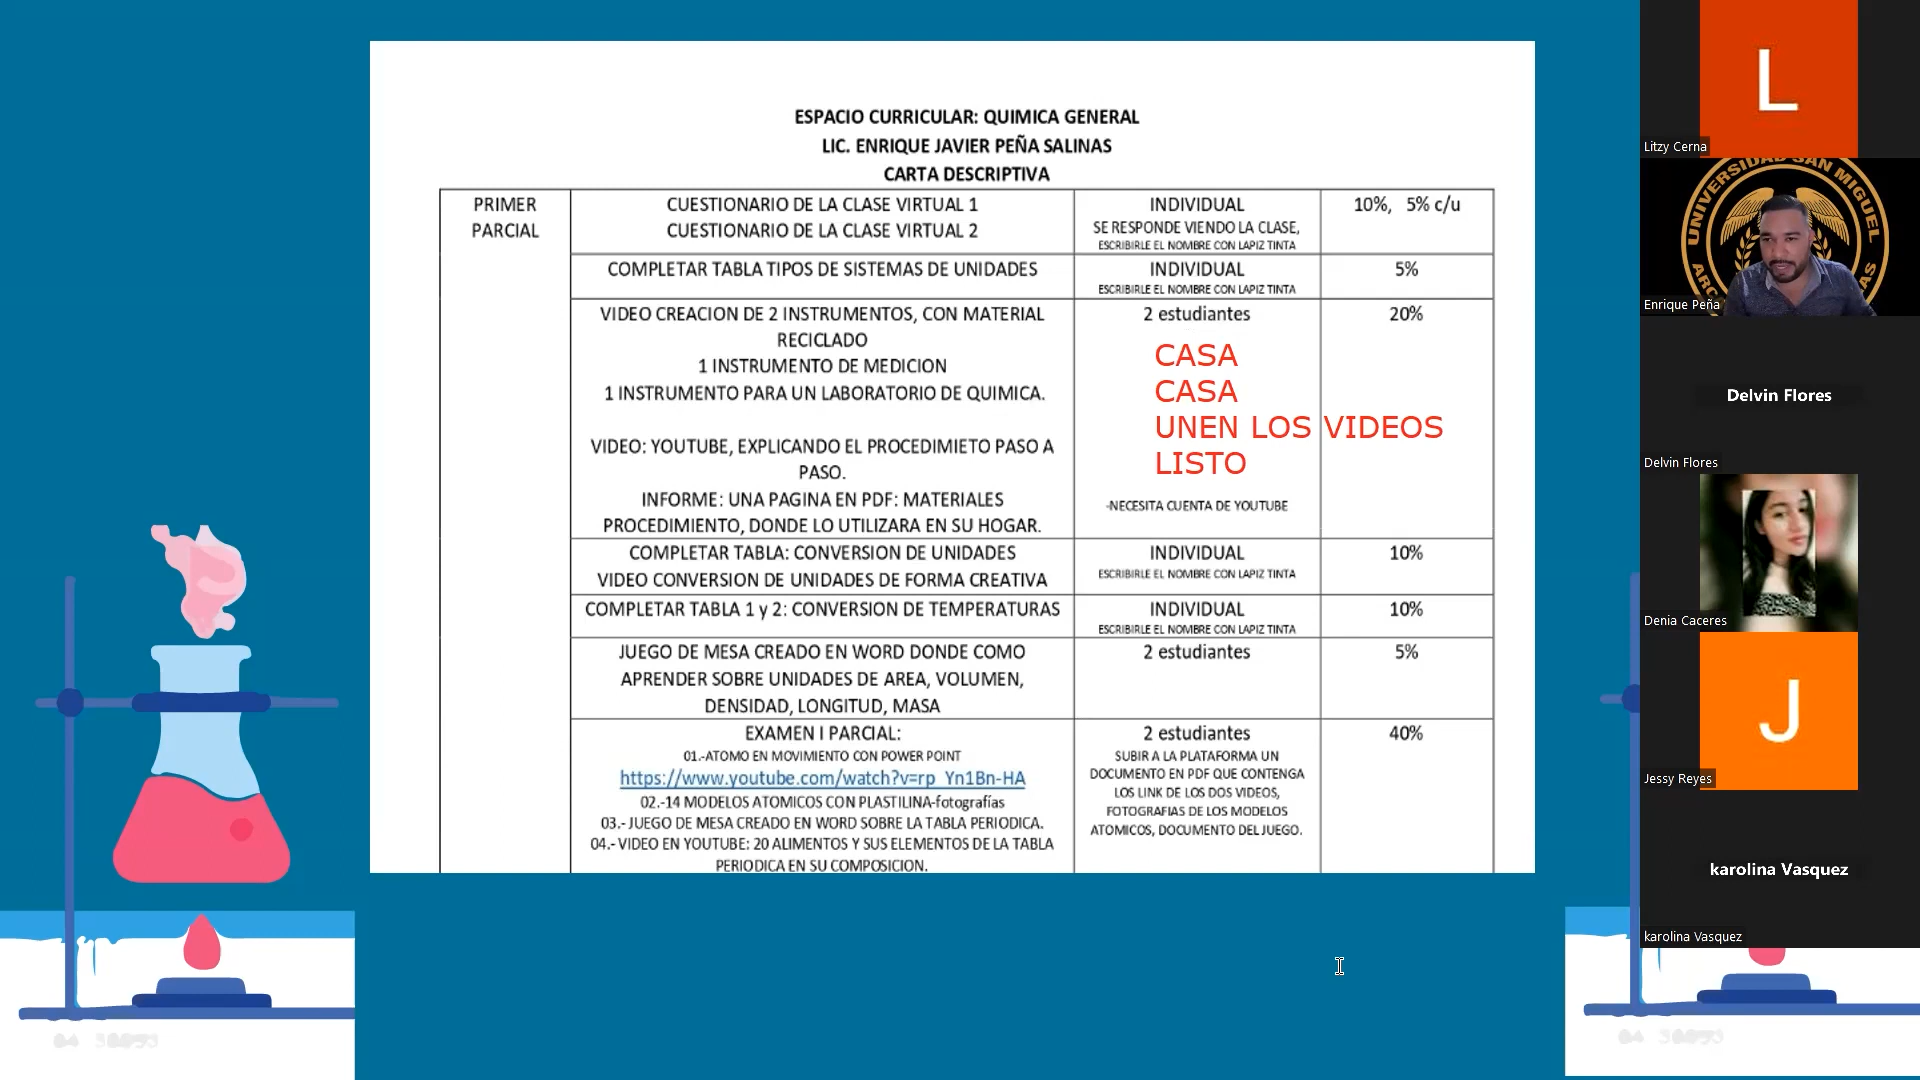 ESPACIO CURRICULAR: QUIMICA GENERAL
LIC. ENRIQUE JAVIER PEÑA SALINAS
CARTA DESCRIPTIVA
PRIMER
PARCIAL
CUESTIONARIO DE LA CLASE VIRTUAL 1
CUESTIONARIO DE LA CLASE VIRTUAL 2
INDIVIDUAL
SE RESPONDE VIENDO LA CLASE,
ESCRIBIRLE EL NOMBRE CON LAPIZ TINTA
10%, 5% c/u
COMPLETAR TABLA TIPOS DE SISTEMAS DE UNIDADES
INDIVIDUAL
ESCRIBIRLE EL NOMBRE CON LAPIZ TINTA
5%
VIDEO CREACION DE 2 INSTRUMENTOS, CON MATERIAL
RECICLADO
1 INSTRUMENTO DE MEDICION
1 INSTRUMENTO PARA UN LABORATORIO DE QUIMICA.
VIDEO: YOUTUBE, EXPLICANDO EL PROCEDIMIETO PASO A
PASO.
INFORME: UNA PAGINA EN PDF: MATERIALES
PROCEDIMIENTO, DONDE LO UTILIZARA EN SU HOGAR.
2 estudiantes
CASA
CASA
UNEN LOS VIDEOS
LISTO
-NECESITA CUENTA DE YOUTUBE
20%
COMPLETAR TABLA: CONVERSION DE UNIDADES
VIDEO CONVERSION DE UNIDADES DE FORMA CREATIVA
INDIVIDUAL
ESCRIBIRLE EL NOMBRE CON LAPIZ TINTA
10%
COMPLETAR TABLA 1 y 2: CONVERSION DE TEMPERATURAS
INDIVIDUAL
ESCRIBIRLE EL NOMBRE CON LAPIZ TINTA
10%
JUEGO DE MESA CREADO EN WORD DONDE COMO
APRENDER SOBRE UNIDADES DE AREA, VOLUMEN,
DENSIDAD, LONGITUD, MASA
2 estudiantes
5%
EXAMEN I PARCIAL:
01.-ATOMO EN MOVIMIENTO CON POWER POINT
https://www.youtube.com/watch?v=rp_Yn1Bn-HA
02.-14 MODELOS ATOMICOS CON PLASTILINA-fotografías
03.- JUEGO DE MESA CREADO EN WORD SOBRE LA TABLA PERIODICA.
04.- VIDEO EN YOUTUBE: 20 ALIMENTOS Y SUS ELEMENTOS DE LA TABLA
PERIODICA EN SU COMPOSICION.
2 estudiantes
SUBIR A LA PLATAFORMA UN
DOCUMENTO EN PDF QUE CONTENGA
LOS LINK DE LOS DOS VIDEOS,
FOTOGRAFIAS DE LOS MODELOS
ATOMICOS, DOCUMENTO DEL JUEGO.
40%
L
Litzy Cerna
UNIVERSIDAD SAN MIGUEL
Enrique Peña
Delvin Flores
Delvin Flores
Denia Caceres
J
Jessy Reyes
karolina Vasquez
karolina Vasquez